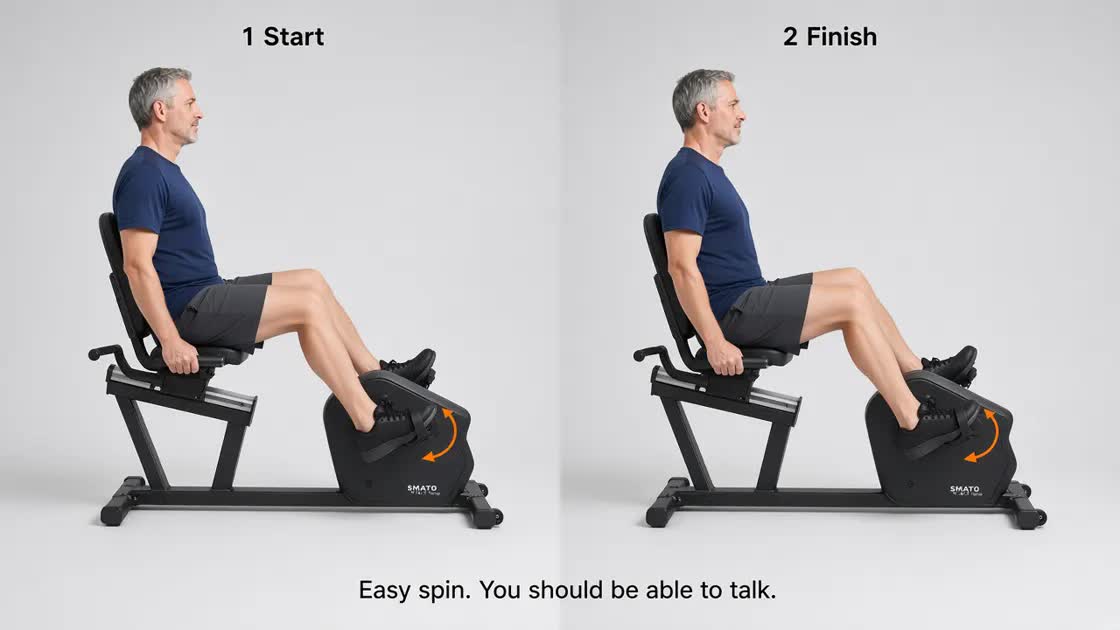 1 Start
2 Finish
SMATO
SMATO
Easy spin. You should be able to talk.